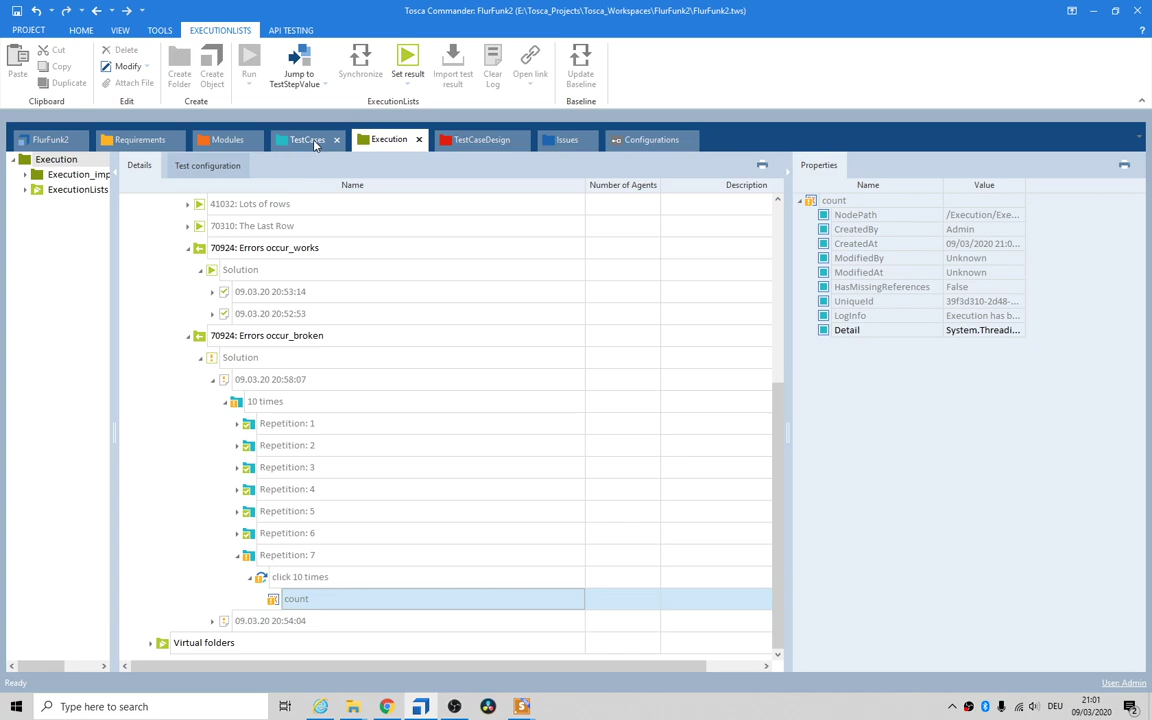 Tosca Commander: FlurFunk2 (E:\Tosca_Projects\Tosca_Workspaces\FlurFunk2\FlurFunk2.tws)
PROJECT HOME VIEW TOOLS EXECUTIONLISTS API TESTING
Paste
Cut
Copy
Duplicate
Clipboard
Delete
Modify
Attach File
Edit
Create Folder
Create Object
Create
Run
Jump to TestStepValue
Synchronize
Set result
Import test result
Clear Log
Open link
ExecutionLists
Update Baseline
Baseline
FlurFunk2 Requirements Modules TestCases Execution TestCaseDesign Issues Configurations
Execution
Execution_imp
ExecutionLists
Details Test configuration
Name Number of Agents Description
41032: Lots of rows
70310: The Last Row
70924: Errors occur_works
Solution
09.03.20 20:53:14
09.03.20 20:52:53
70924: Errors occur_broken
Solution
09.03.20 20:58:07
10 times
Repetition: 1
Repetition: 2
Repetition: 3
Repetition: 4
Repetition: 5
Repetition: 6
Repetition: 7
click 10 times
count
09.03.20 20:54:04
Virtual folders
Properties
Name Value
count
NodePath /Execution/Exe...
CreatedBy Admin
CreatedAt 09/03/2020 21:0...
ModifiedBy Unknown
ModifiedAt Unknown
HasMissingReferences False
UniqueId 39f3d310-2d48-...
LogInfo Execution has b...
Detail System.Threadi...
Ready
User: Admin
Type here to search
DEU
21:01
09/03/2020
2